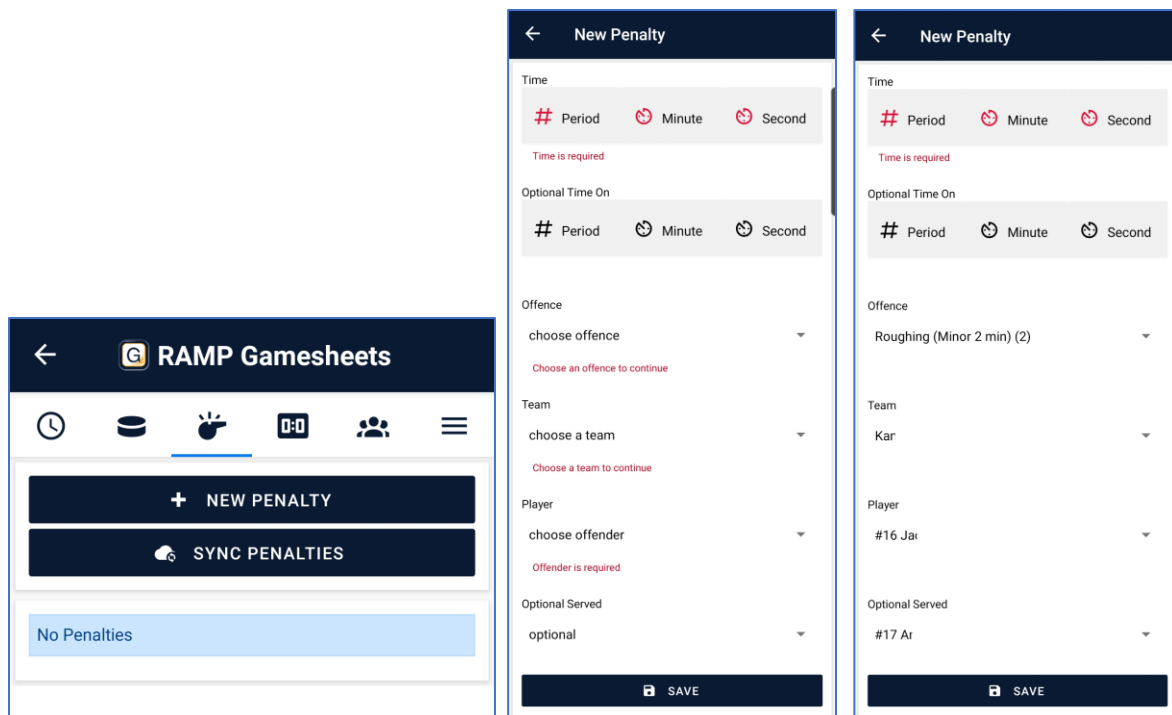 RAMP Gamesheets
0:0
NEW PENALTY
SYNC PENALTIES
No Penalties
New Penalty
Time
# Period Minute Second
Time is required
Optional Time On
# Period Minute Second
Offence
choose offence
Choose an offence to continue
Team
choose a team
Choose a team to continue
Player
choose offender
Offender is required
Optional Served
optional
SAVE
New Penalty
Time
# Period Minute Second
Time is required
Optional Time On
# Period Minute Second
Offence
Roughing (Minor 2 min) (2)
Team
Kar
Player
#16 Jac
Optional Served
#17 Ar
SAVE